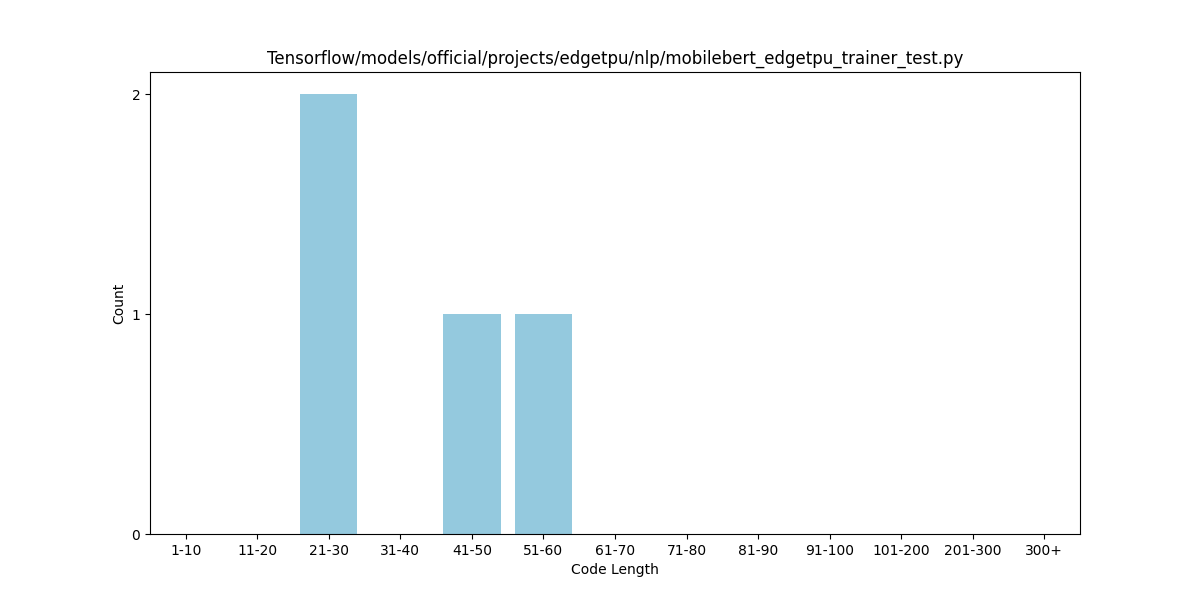 Tensorflow/models/official/projects/edgetpu/nlp/mobilebert_edgetpu_trainer_test.py
2
1
0
Count
1-10 11-20 21-30 31-40 41-50 51-60 61-70 71-80 81-90 91-100 101-200 201-300 300+
Code Length